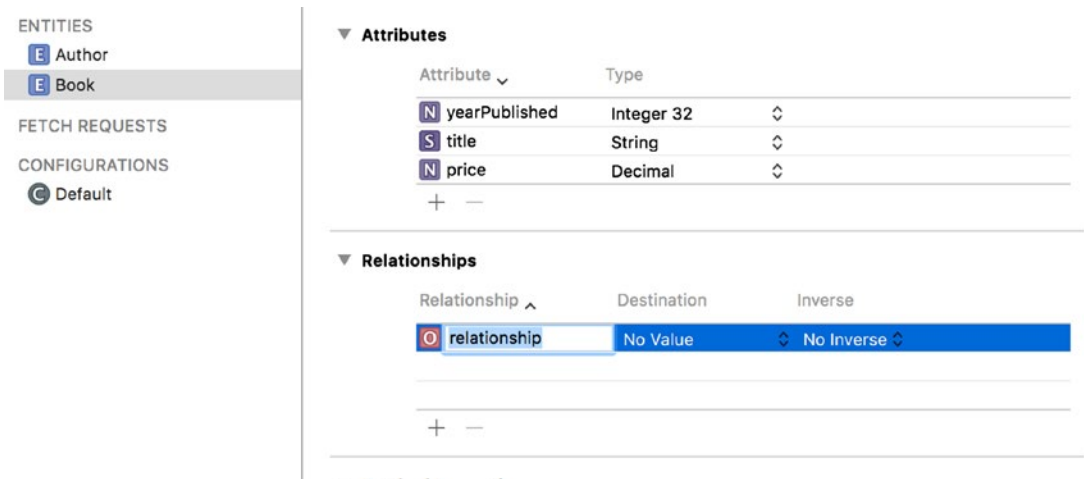 ENTITIES
E Author
E Book
FETCH REQUESTS
CONFIGURATIONS
C Default
Attributes
Attribute Type
N yearPublished Integer 32
S title String
N price Decimal
+ −
Relationships
Relationship Destination Inverse
O relationship No Value No Inverse
+ −